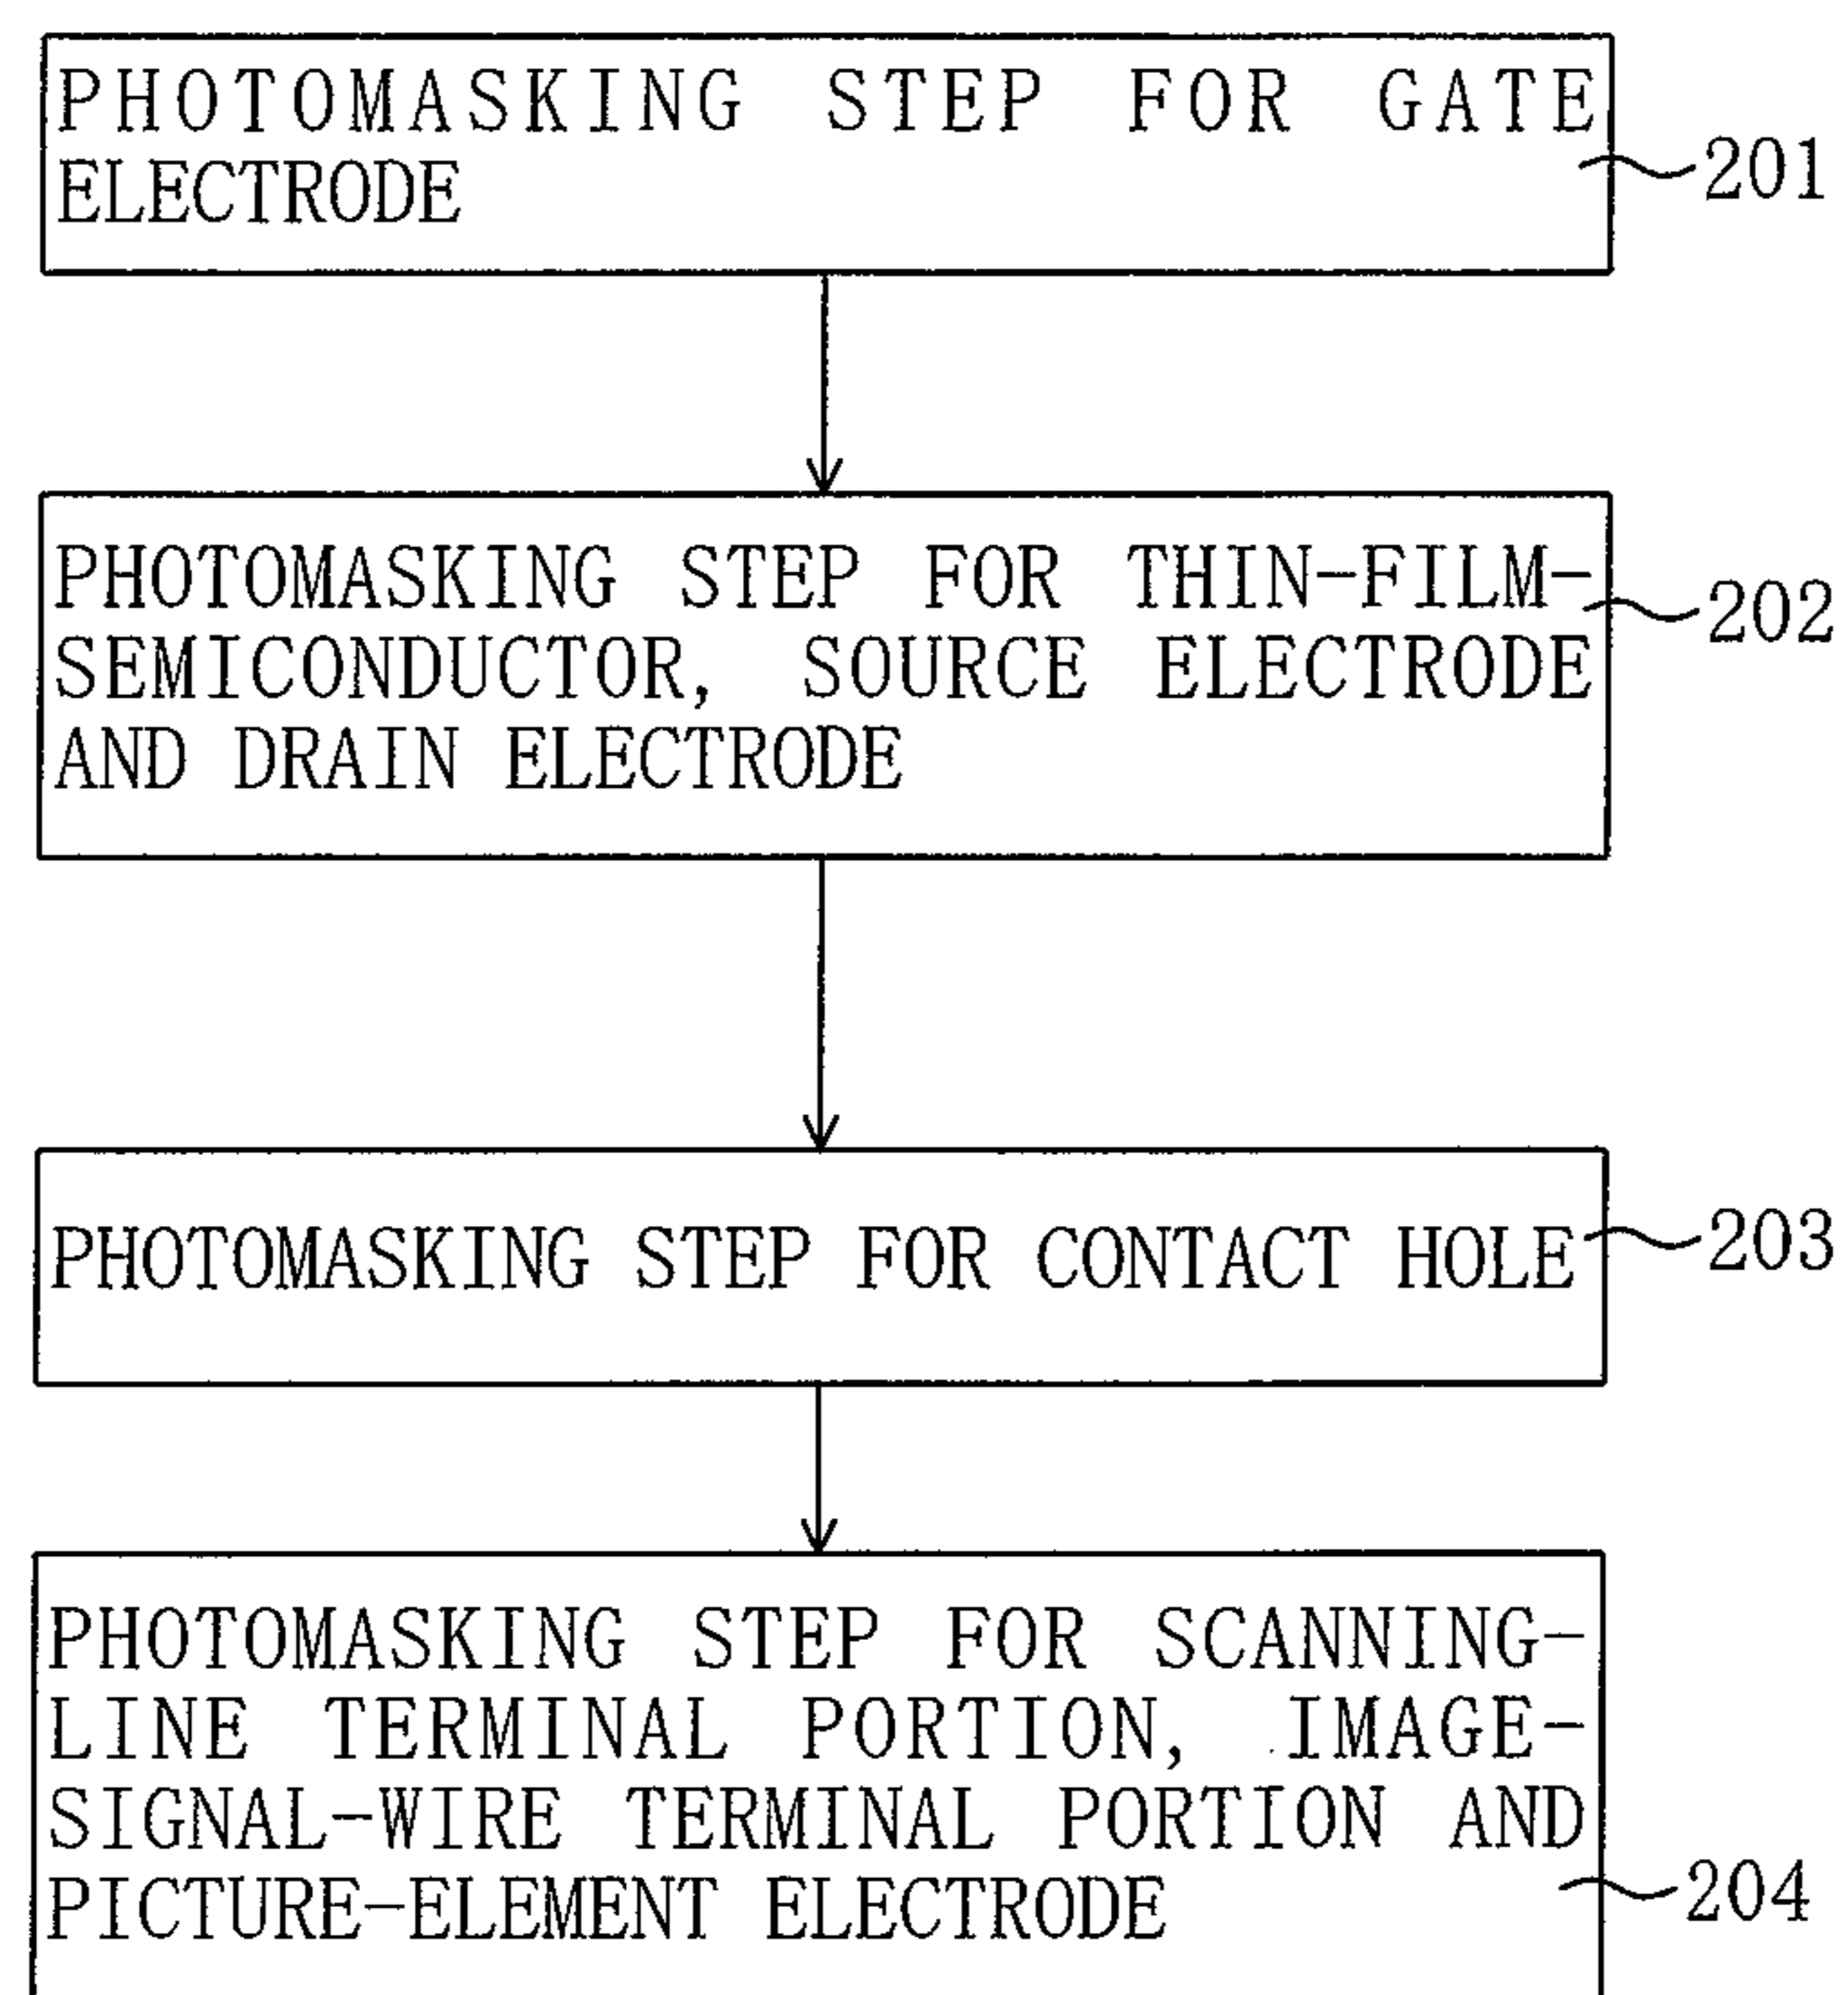 PHOTOMASKING STEP FOR GATE
ELECTRODE
201
PHOTOMASKING STEP FOR THIN-FILM-
SEMICONDUCTOR, SOURCE ELECTRODE
AND DRAIN ELECTRODE
202
PHOTOMASKING STEP FOR CONTACT HOLE
203
PHOTOMASKING STEP FOR SCANNING-
LINE TERMINAL PORTION, IMAGE-
SIGNAL-WIRE TERMINAL PORTION AND
PICTURE-ELEMENT ELECTRODE
204